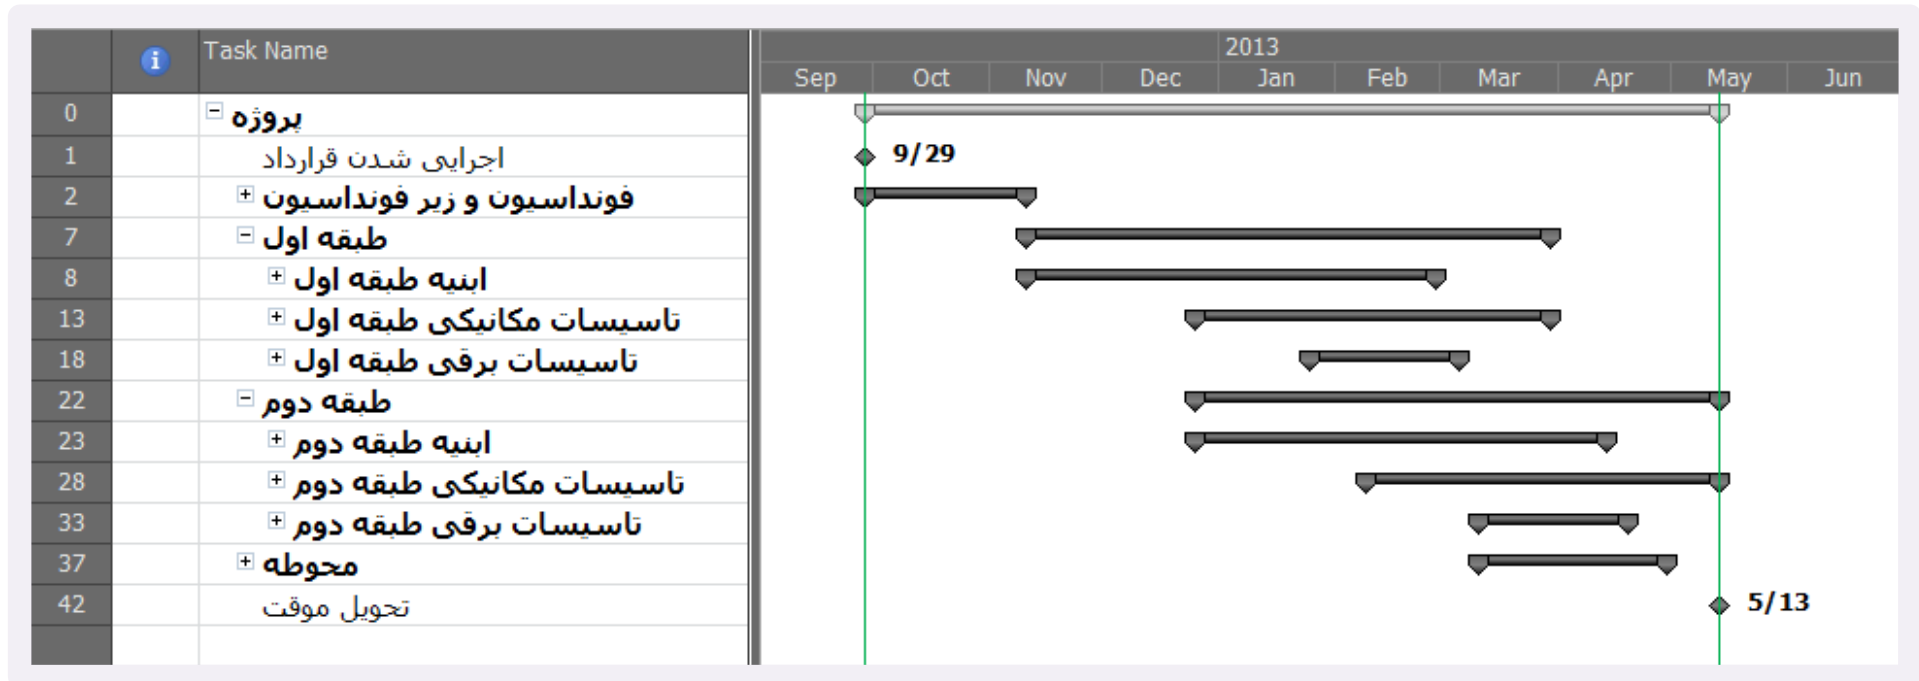 Task Name
2013
Sep Oct Nov Dec Jan Feb Mar Apr May Jun
0 پروژه
1 اجرایی شدن قرارداد 9/29
2 فونداسیون و زیر فونداسیون
7 طبقه اول
8 ابنیه طبقه اول
13 تاسیسات مکانیکی طبقه اول
18 تاسیسات برقی طبقه اول
22 طبقه دوم
23 ابنیه طبقه دوم
28 تاسیسات مکانیکی طبقه دوم
33 تاسیسات برقی طبقه دوم
37 محوطه
42 تحویل موقت 5/13